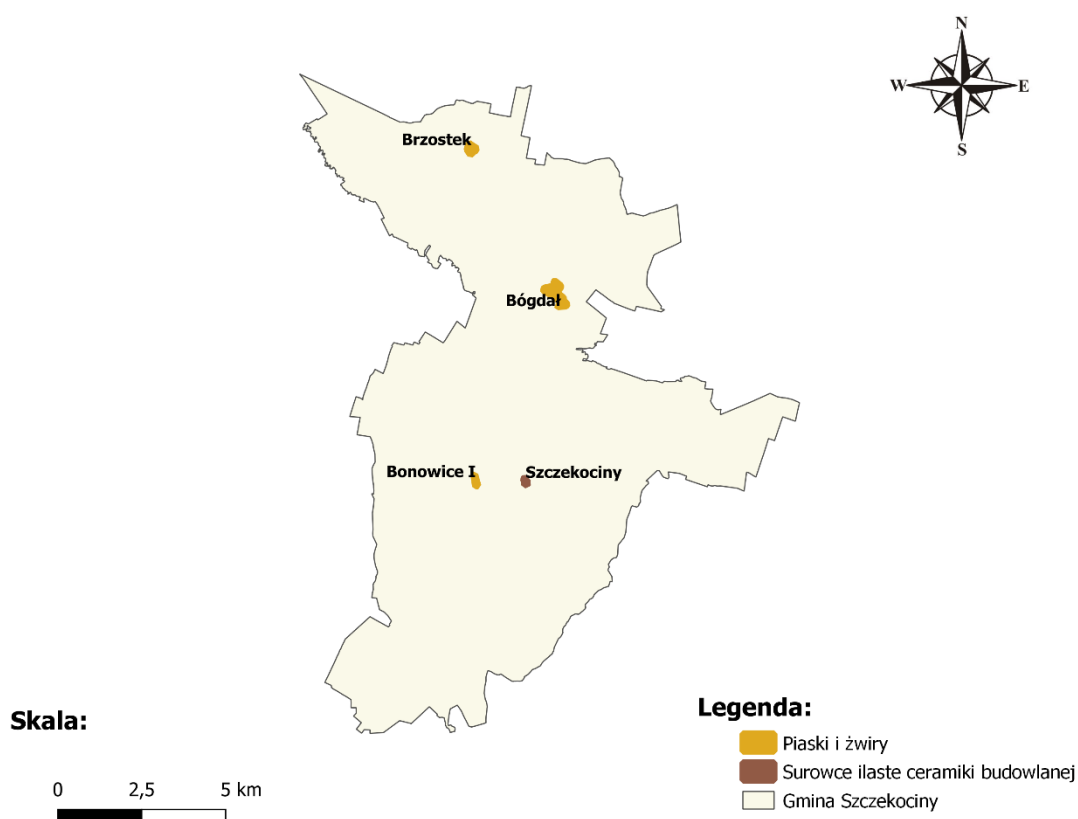 N
W
E
S
Brzostek
Bógdał
Bonowice I
Szczekociny
Skala:
0 2,5 5 km
Legenda:
Piaski i żwiry
Surowce ilaste ceramiki budowlanej
Gmina Szczekociny